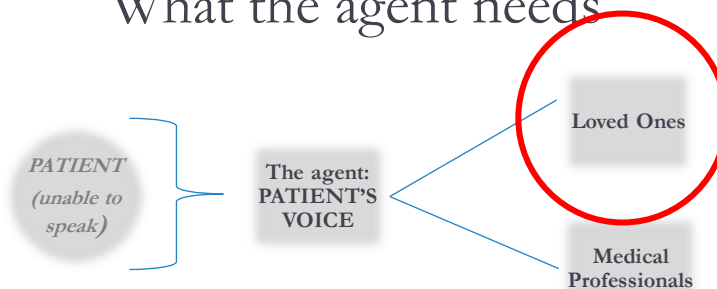 What the agent needs
PATIENT
(unable to
speak)
The agent:
PATIENT'S
VOICE
Loved Ones
Medical
Professionals